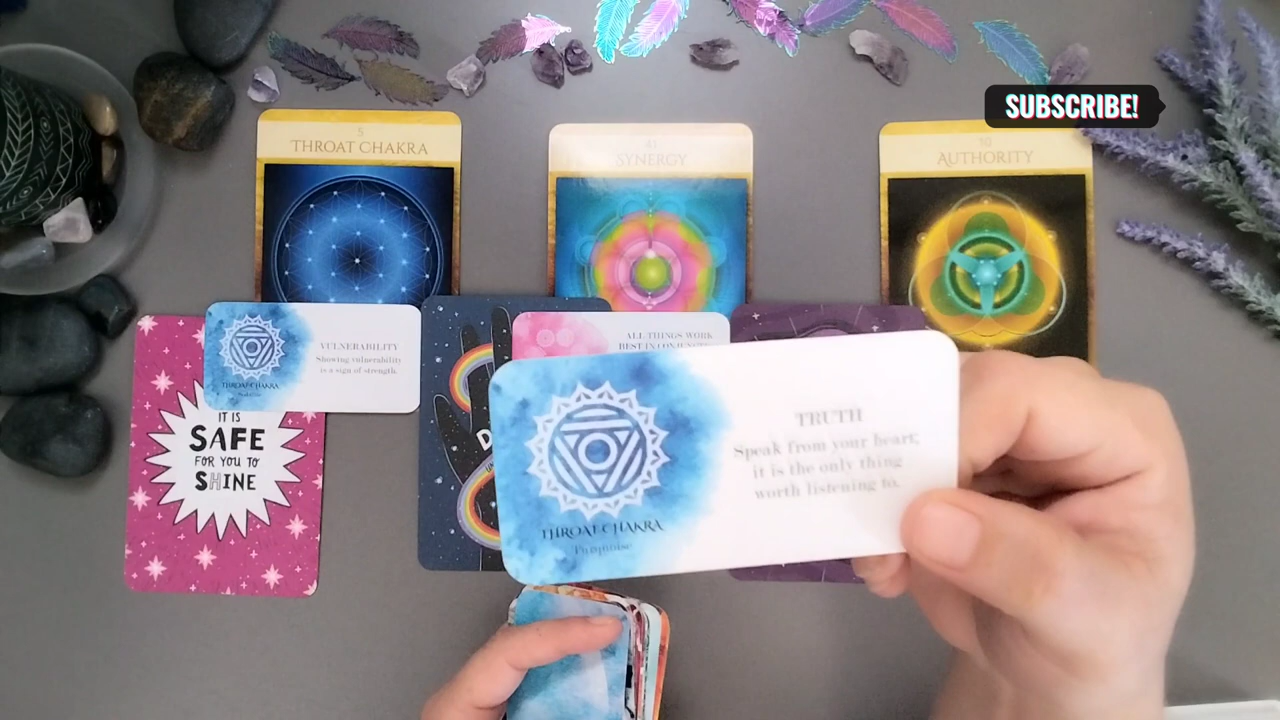 SUBSCRIBE!
5
THROAT CHAKRA
41
SYNERGY
AUTHORITY
VULNERABILITY
Showing vulnerability
is a sign of strength.
THROAT CHAKRA
ALL THINGS WORK
BEST IN
IT IS
SAFE
FOR YOU TO
SHINE
TRUTH
Speak from your heart,
it is the only thing
worth listening to.
THROAT CHAKRA
Turquoise